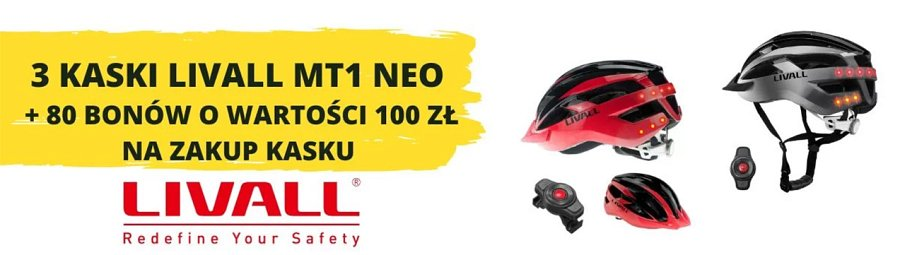 3 KASKI LIVALL MT1 NEO
+ 80 BONÓW O WARTOŚCI 100 ZŁ
NA ZAKUP KASKU
LIVALL®
Redefine Your Safety
LIVALL
LIVALL